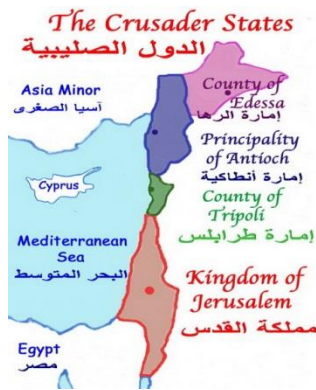 The Crusader States
الدول الصليبية
County of
Edessa
إمارة الرها
Asia Minor
آسيا الصغرى
Principality
of Antioch
إمارة أنطاكية
Cyprus
County of
Tripoli
إمارة طرابلس
Mediterranean
Sea
البحر المتوسط
Kingdom of
Jerusalem
مملكة القدس
Egypt
مصر